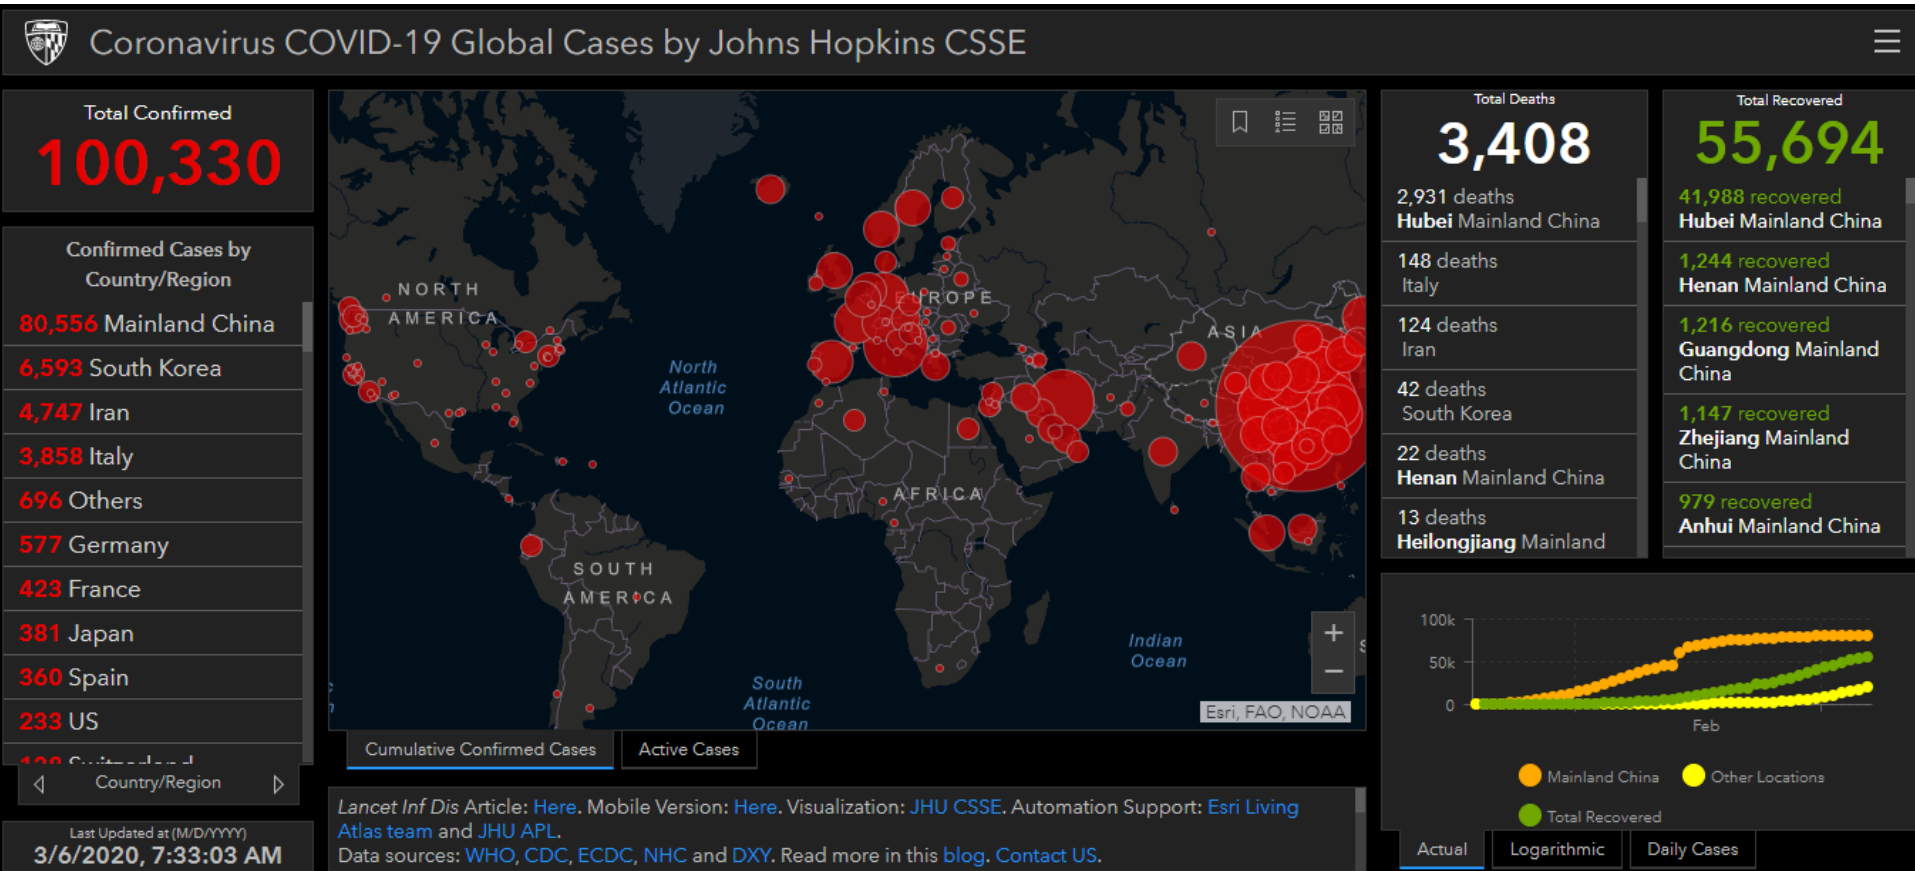 Coronavirus COVID-19 Global Cases by Johns Hopkins CSSE
Total Confirmed
100,330
Confirmed Cases by
Country/Region
80,556 Mainland China
6,593 South Korea
4,747 Iran
3,858 Italy
696 Others
577 Germany
423 France
381 Japan
360 Spain
233 US
Country/Region
Last Updated at (M/D/YYYY)
3/6/2020, 7:33:03 AM
NORTH
AMERICA
North
Atlantic
Ocean
EUROPE
ASIA
AFRICA
SOUTH
AMERICA
South
Atlantic
Ocean
Indian
Ocean
+
−
Esri, FAO, NOAA
Cumulative Confirmed Cases
Active Cases
Lancet Inf Dis Article: Here. Mobile Version: Here. Visualization: JHU CSSE. Automation Support: Esri Living
Atlas team and JHU APL.
Data sources: WHO, CDC, ECDC, NHC and DXY. Read more in this blog. Contact US.
Total Deaths
3,408
2,931 deaths
Hubei Mainland China
148 deaths
Italy
124 deaths
Iran
42 deaths
South Korea
22 deaths
Henan Mainland China
13 deaths
Heilongjiang Mainland
Total Recovered
55,694
41,988 recovered
Hubei Mainland China
1,244 recovered
Henan Mainland China
1,216 recovered
Guangdong Mainland
China
1,147 recovered
Zhejiang Mainland
China
979 recovered
Anhui Mainland China
100k
50k
0
Feb
Mainland China
Other Locations
Total Recovered
Actual
Logarithmic
Daily Cases